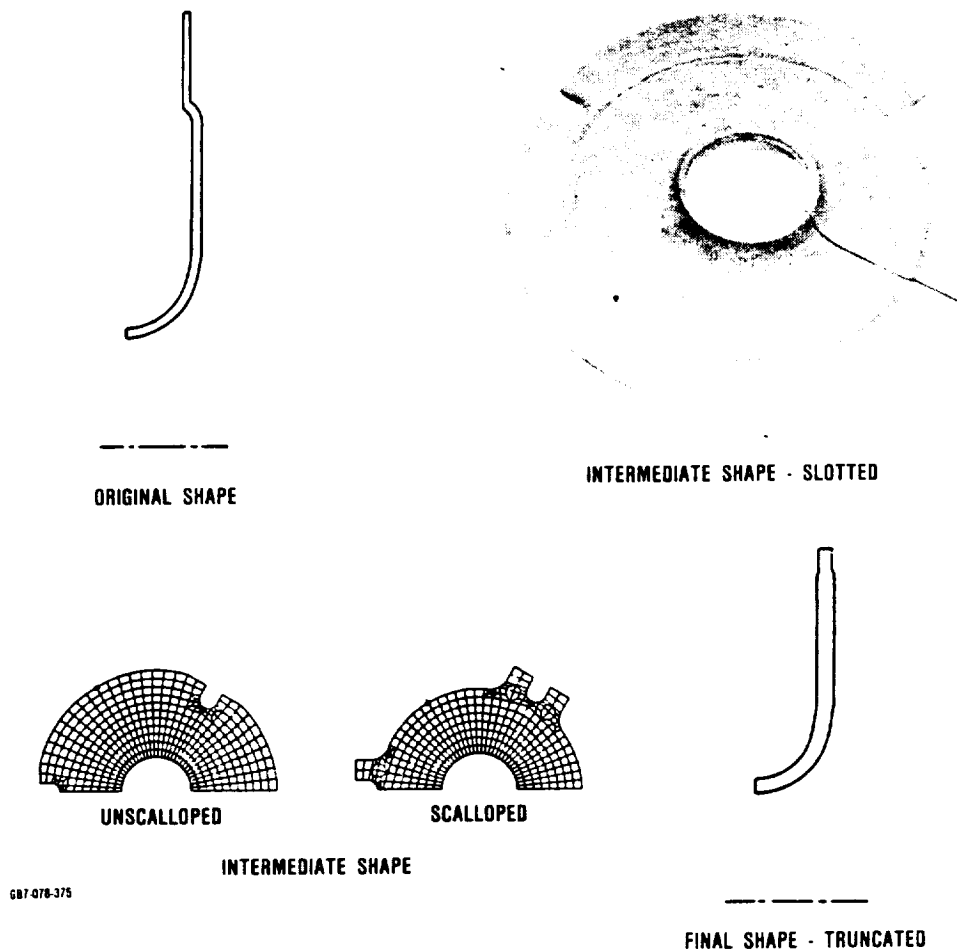 ORIGINAL SHAPE
INTERMEDIATE SHAPE - SLOTTED
UNSCALLOPED
SCALLOPED
INTERMEDIATE SHAPE
GB7-078-375
FINAL SHAPE - TRUNCATED